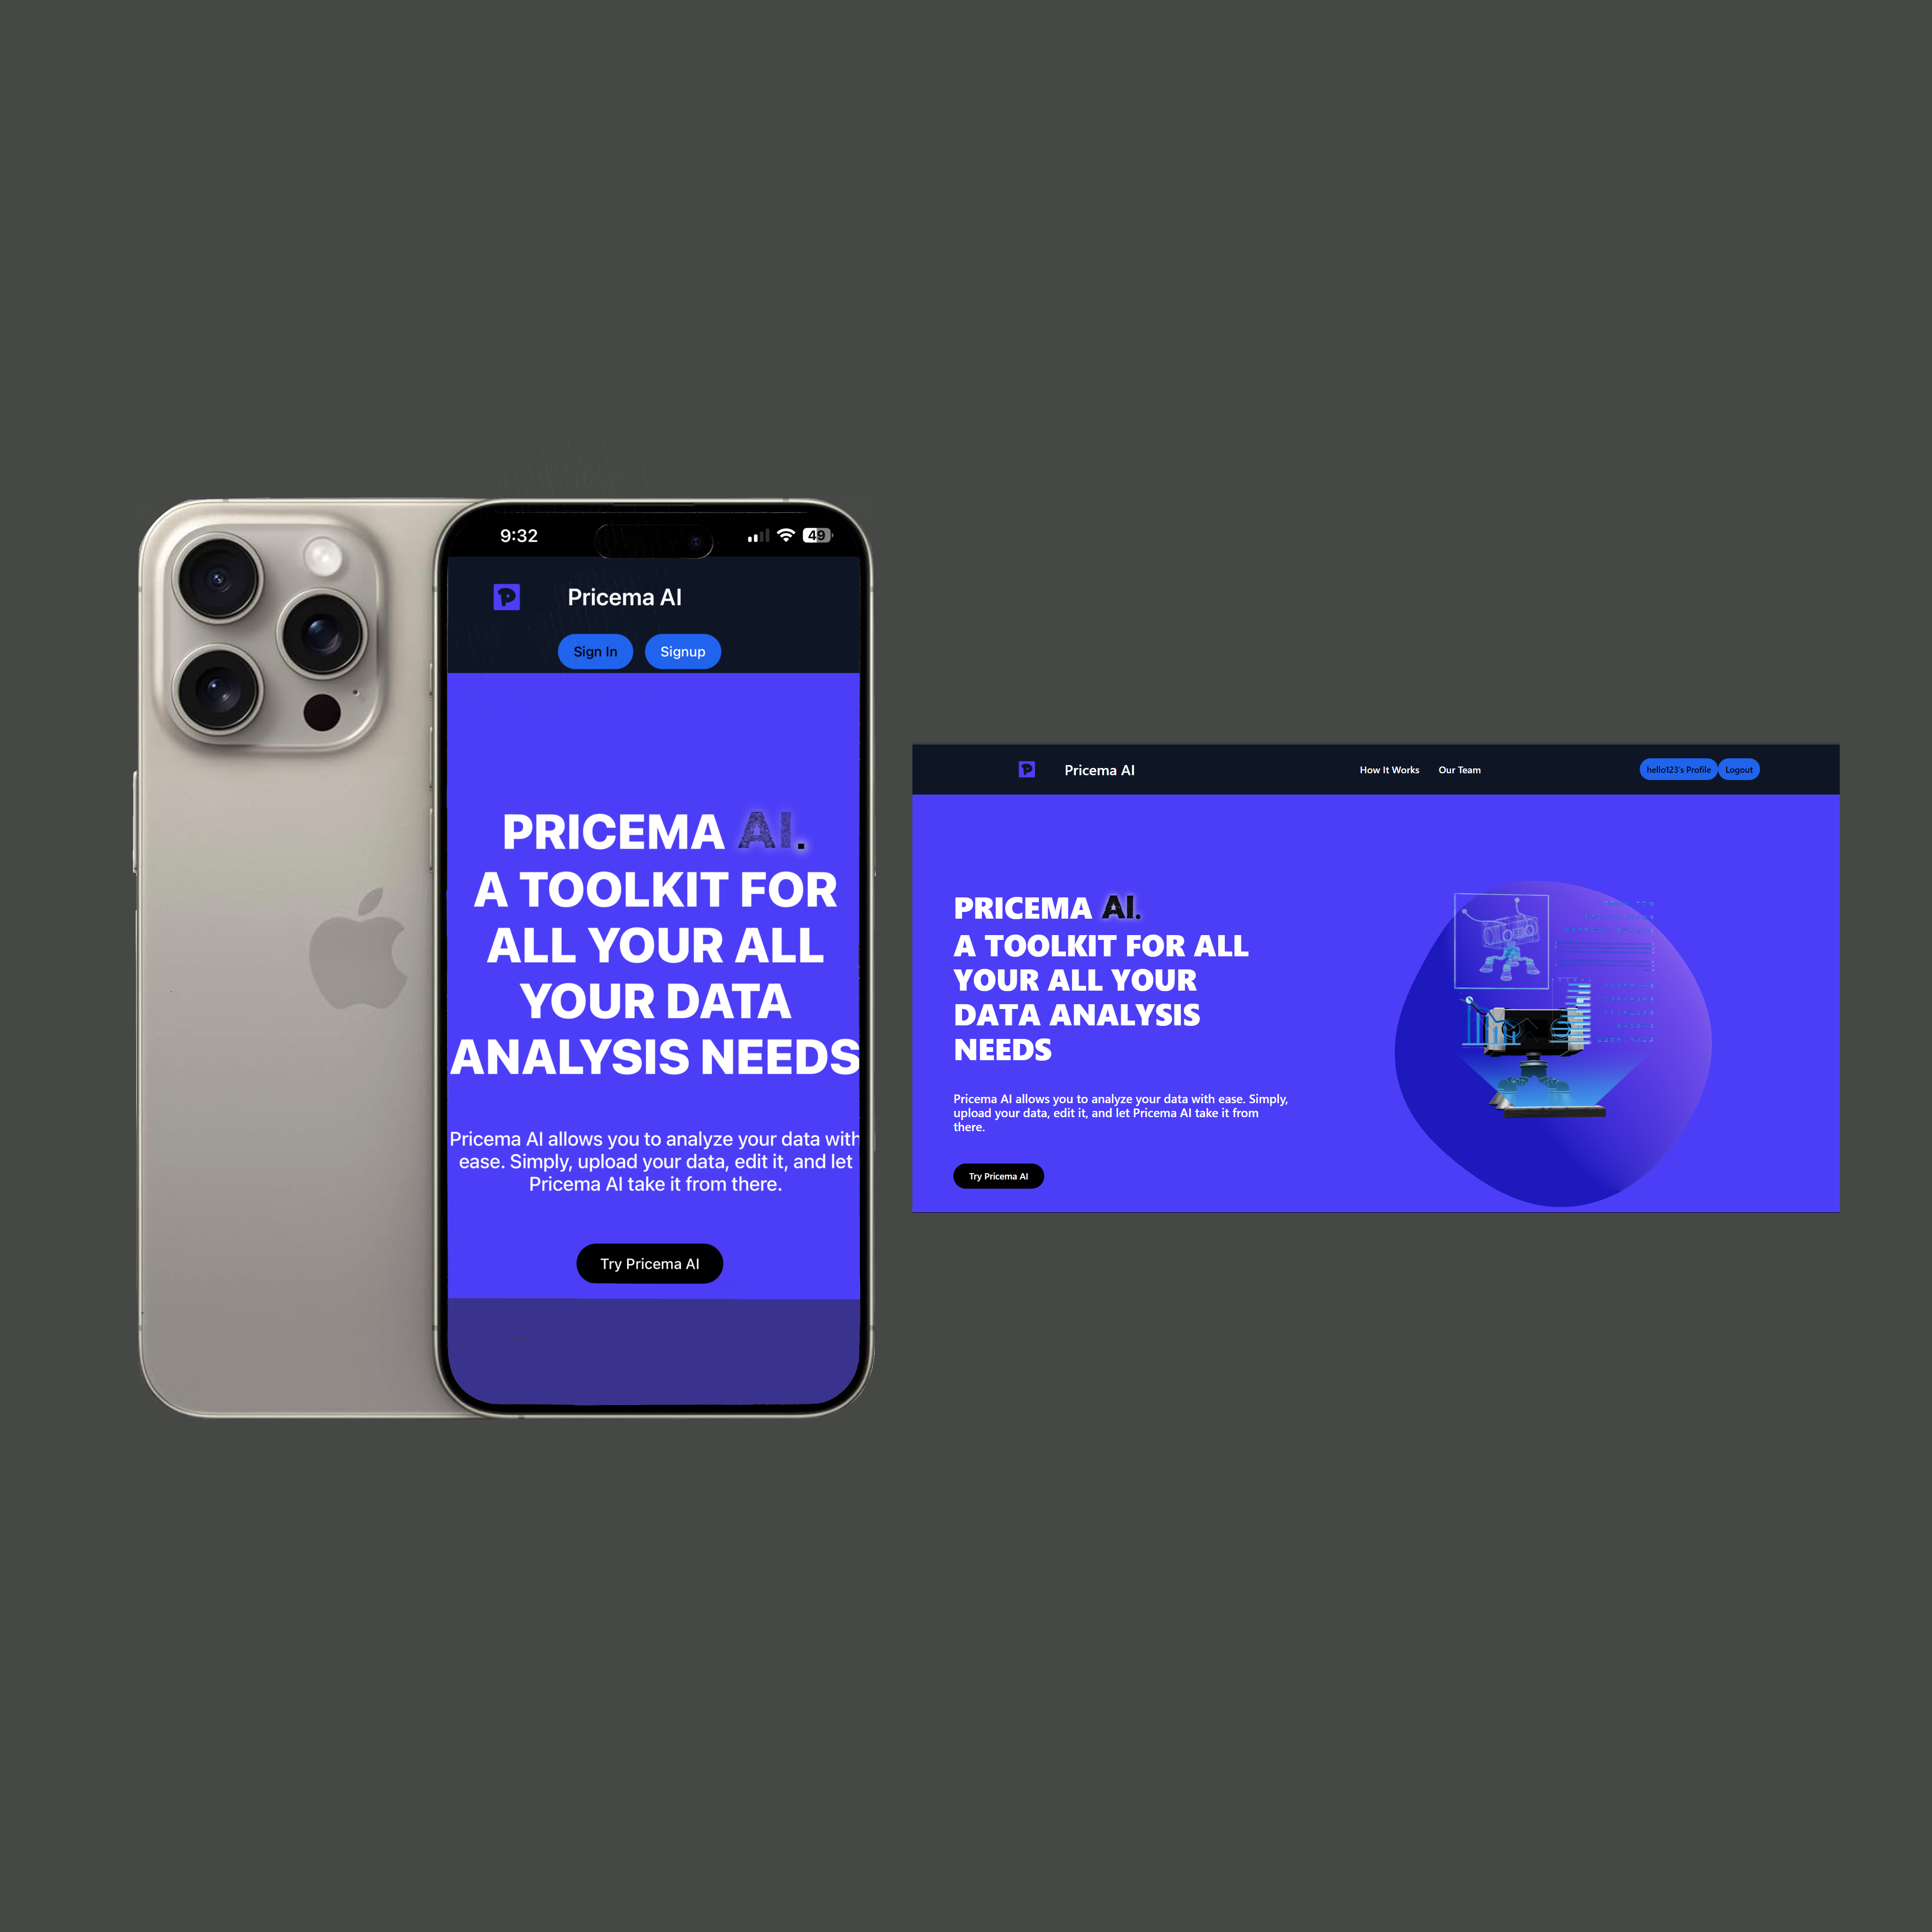 9:32
49
P
Pricema AI
Sign In
Signup
PRICEMA AI.
A TOOLKIT FOR
ALL YOUR ALL
YOUR DATA
ANALYSIS NEEDS
Pricema AI allows you to analyze your data with
ease. Simply, upload your data, edit it, and let
Pricema AI take it from there.
Try Pricema AI
P
Pricema AI
How It Works
Our Team
hello123's Profile
Logout
PRICEMA AI.
A TOOLKIT FOR ALL
YOUR ALL YOUR
DATA ANALYSIS
NEEDS
Pricema AI allows you to analyze your data with ease. Simply,
upload your data, edit it, and let Pricema AI take it from
there.
Try Pricema AI